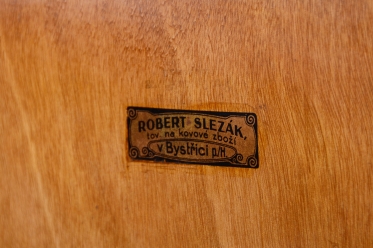 ROBERT SLEZÁK,
tov. na kovové zboží
v Bystřici p/H